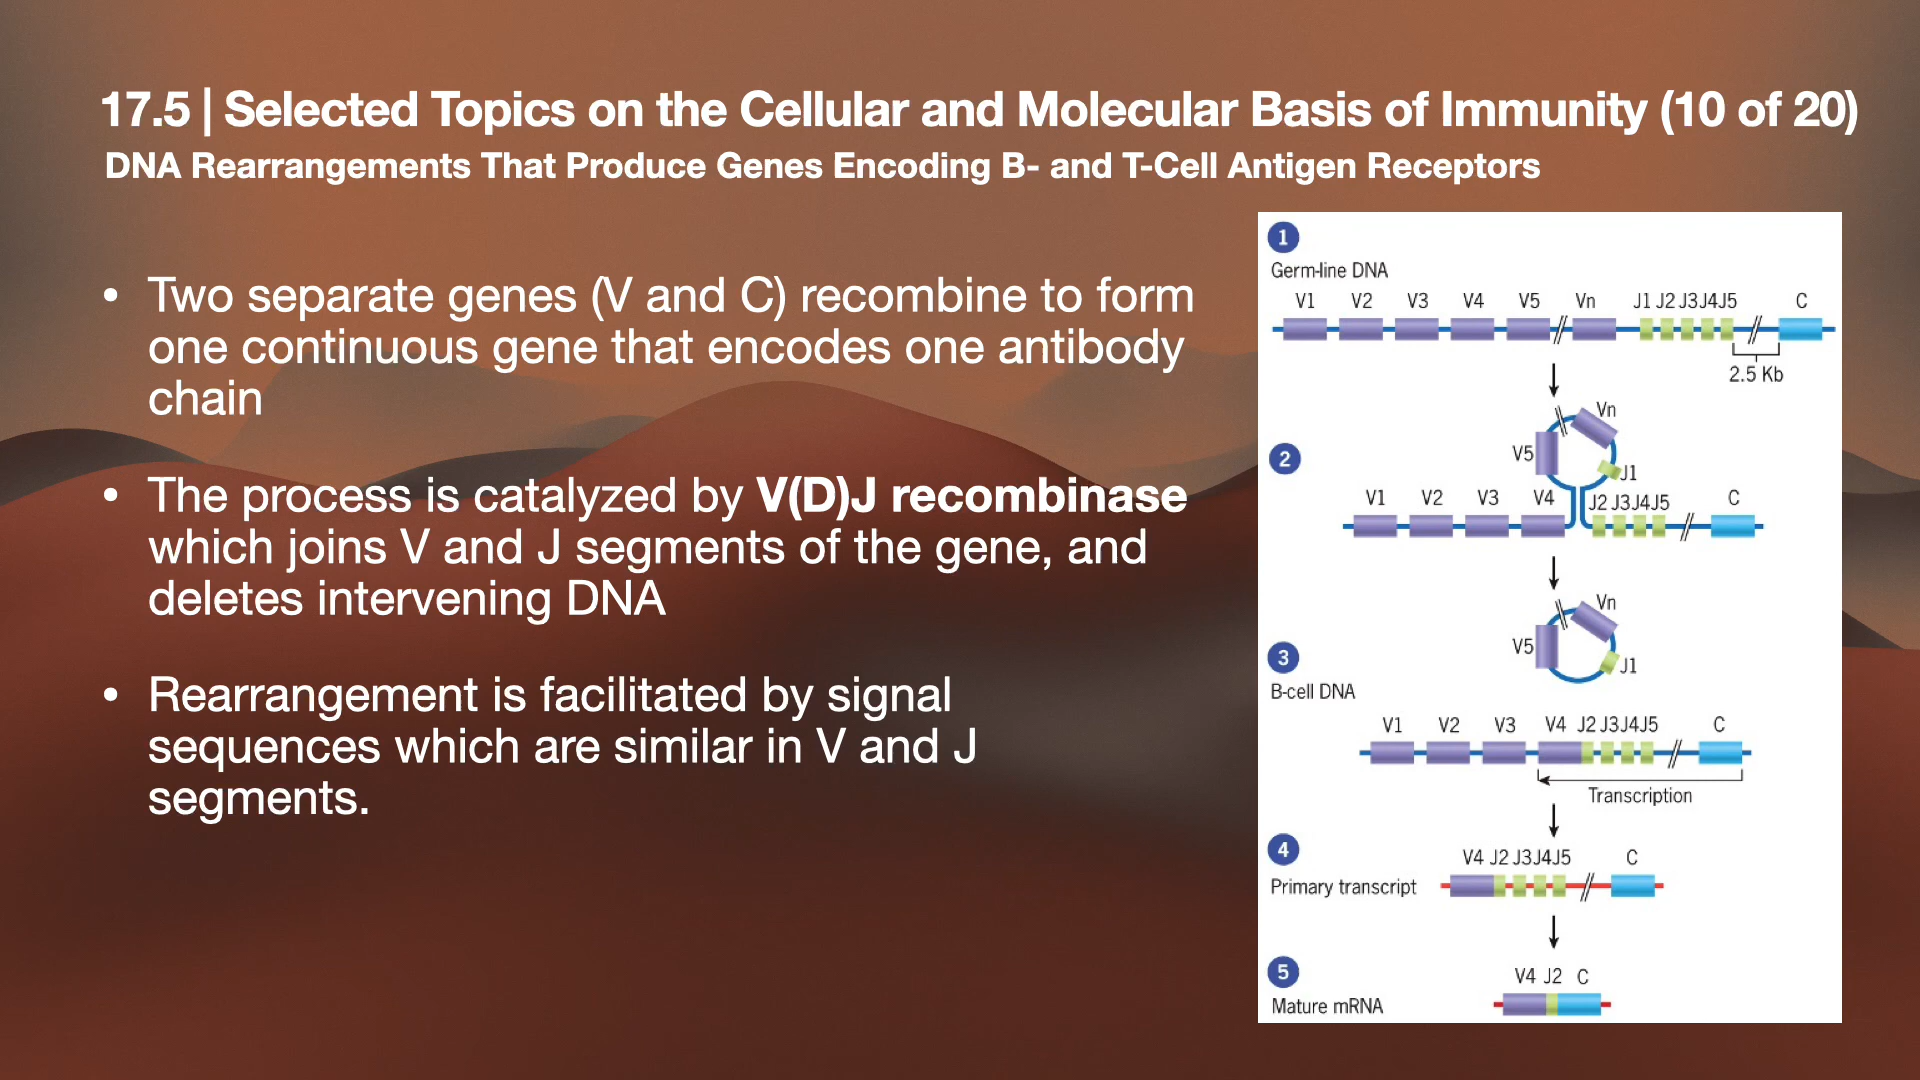 17.5 | Selected Topics on the Cellular and Molecular Basis of Immunity (10 of 20)
DNA Rearrangements That Produce Genes Encoding B- and T-Cell Antigen Receptors
• Two separate genes (V and C) recombine to form
one continuous gene that encodes one antibody
chain
• The process is catalyzed by V(D)J recombinase
which joins V and J segments of the gene, and
deletes intervening DNA
• Rearrangement is facilitated by signal
sequences which are similar in V and J
segments.
1
Germ-line DNA
V1 V2 V3 V4 V5 Vn J1 J2 J3 J4 J5 C
2.5 Kb
2
Vn
V5
J1
V1 V2 V3 V4 J2 J3 J4 J5 C
3
Vn
V5
J1
B-cell DNA
V1 V2 V3 V4 J2 J3 J4 J5 C
Transcription
4
V4 J2 J3 J4 J5 C
Primary transcript
5
V4 J2 C
Mature mRNA